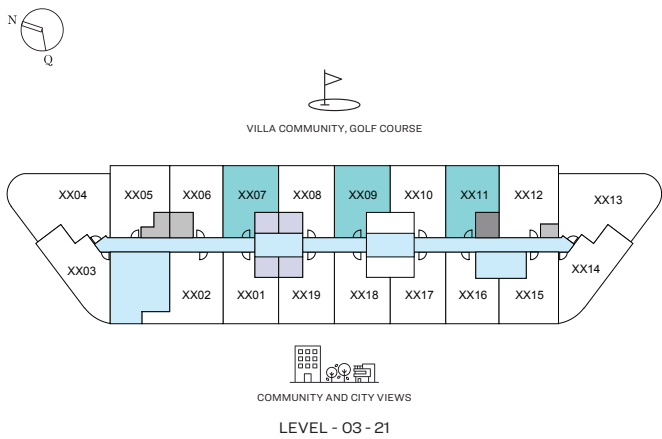 N
Q
VILLA COMMUNITY, GOLF COURSE
XX04 XX05 XX06 XX07 XX08 XX09 XX10 XX11 XX12 XX13
XX03 XX14
XX02 XX01 XX19 XX18 XX17 XX16 XX15
COMMUNITY AND CITY VIEWS
LEVEL - 03 - 21